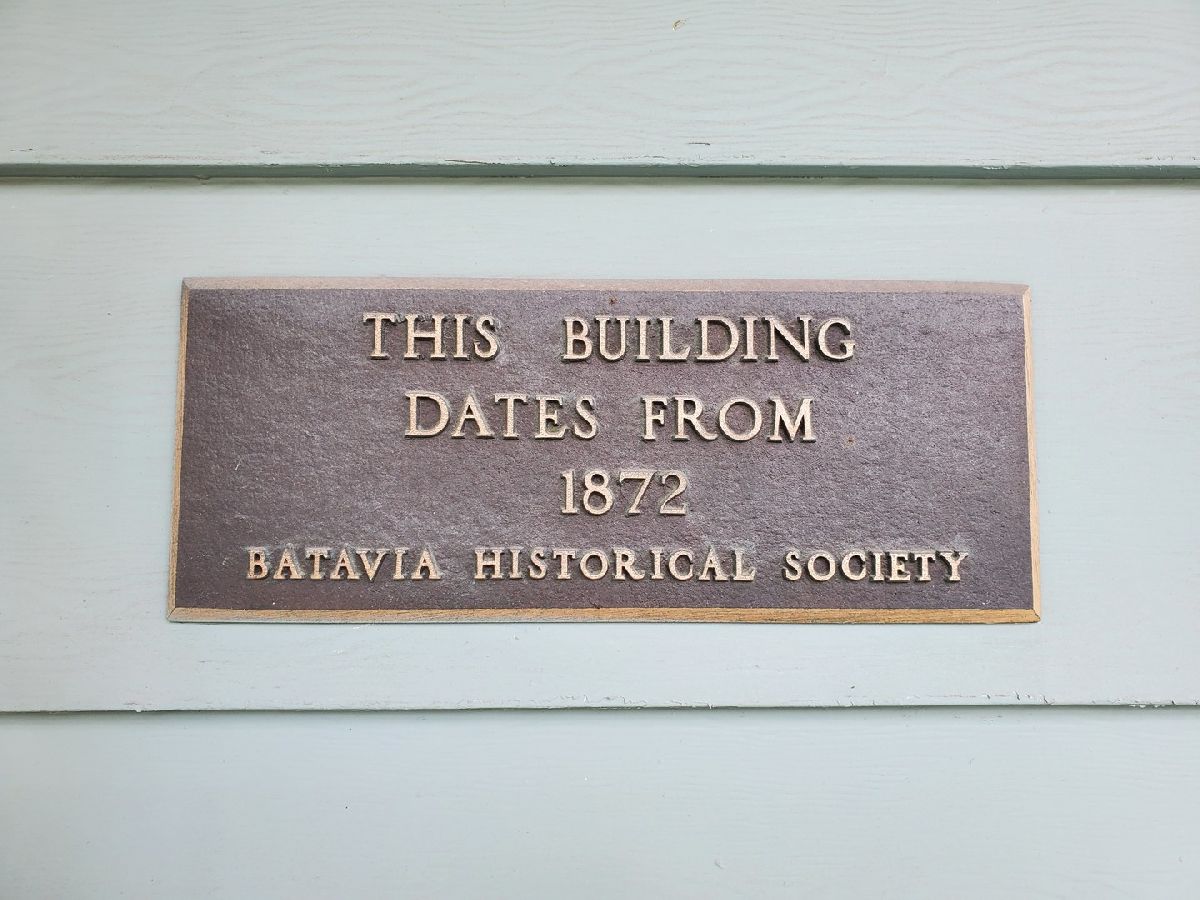 THIS BUILDING
DATES FROM
1872
BATAVIA HISTORICAL SOCIETY